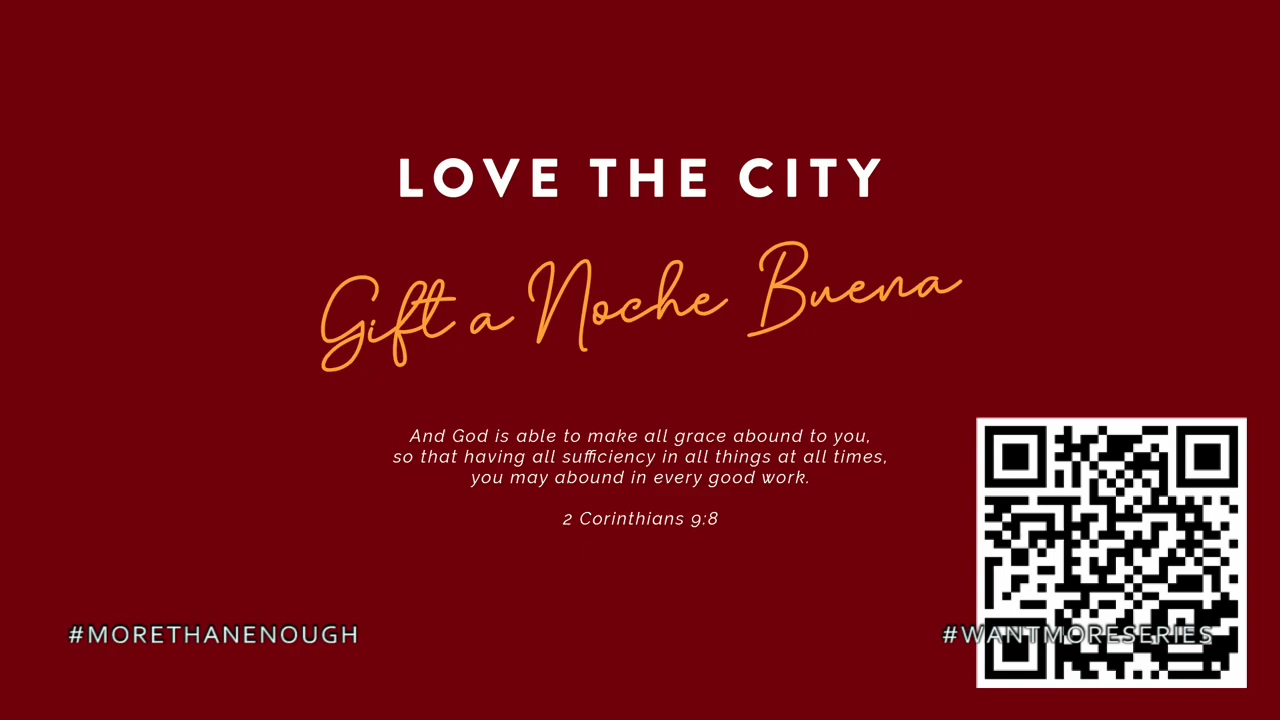 LOVE THE CITY
Gift a Noche Buena
And God is able to make all grace abound to you,
so that having all sufficiency in all things at all times,
you may abound in every good work.
2 Corinthians 9:8
#MORETHANENOUGH
#WANTMORESERIES